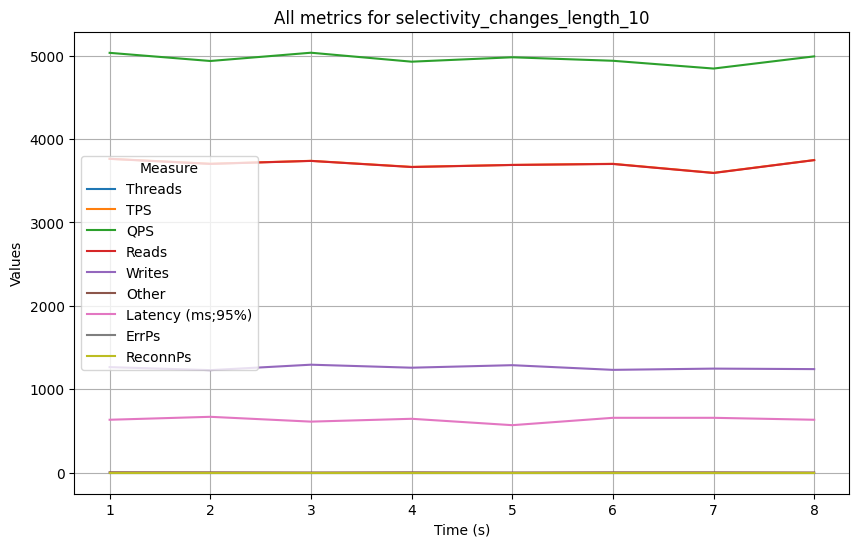 All metrics for selectivity_changes_length_10
Values
5000
4000
3000
2000
1000
0
Measure
Threads
TPS
QPS
Reads
Writes
Other
Latency (ms;95%)
ErrPs
ReconnPs
1 2 3 4 5 6 7 8
Time (s)